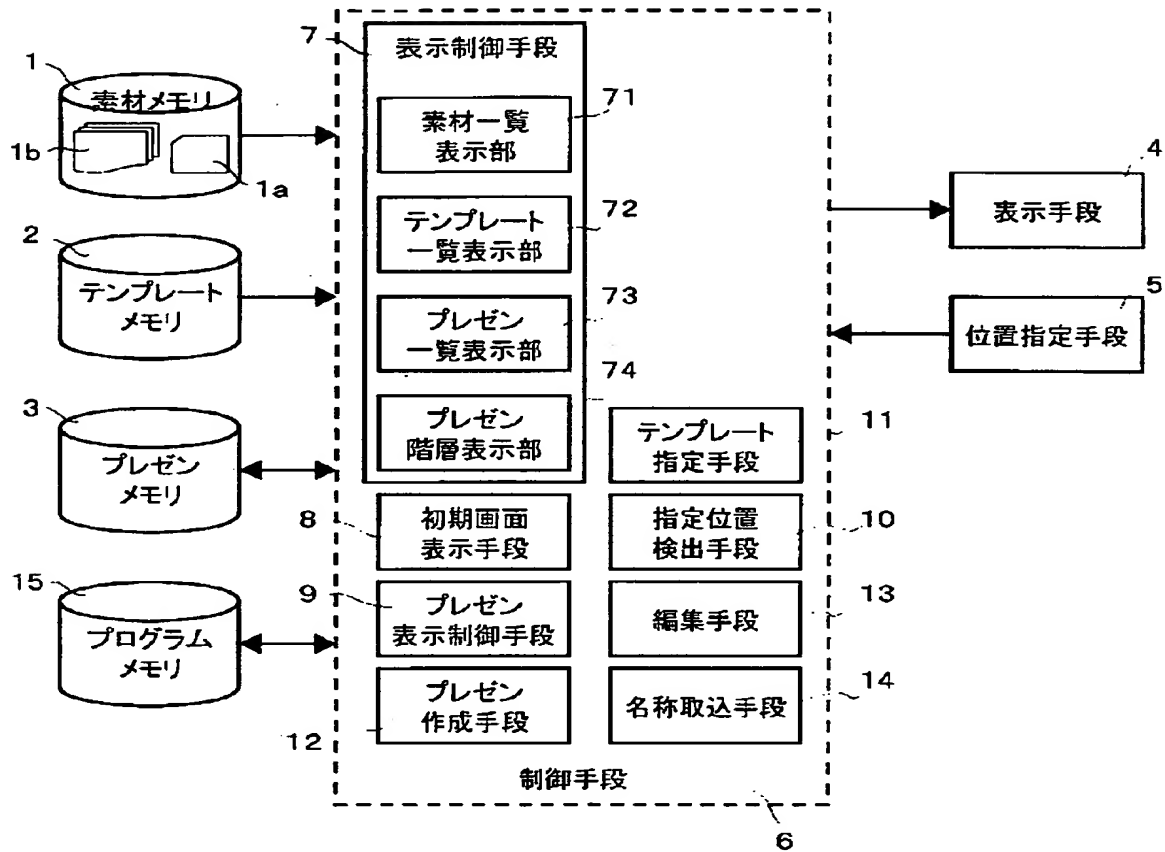 7
表示制御手段
1
素材メモリ
1b
1a
71
素材一覧
表示部
72
テンプレート
一覧表示部
73
プレゼン
一覧表示部
74
プレゼン
階層表示部
2
テンプレート
メモリ
3
プレゼン
メモリ
15
プログラム
メモリ
4
表示手段
5
位置指定手段
テンプレート
指定手段
11
8
初期画面
表示手段
指定位置
検出手段
10
9
プレゼン
表示制御手段
編集手段
13
プレゼン
作成手段
12
名称取込手段
14
制御手段
6